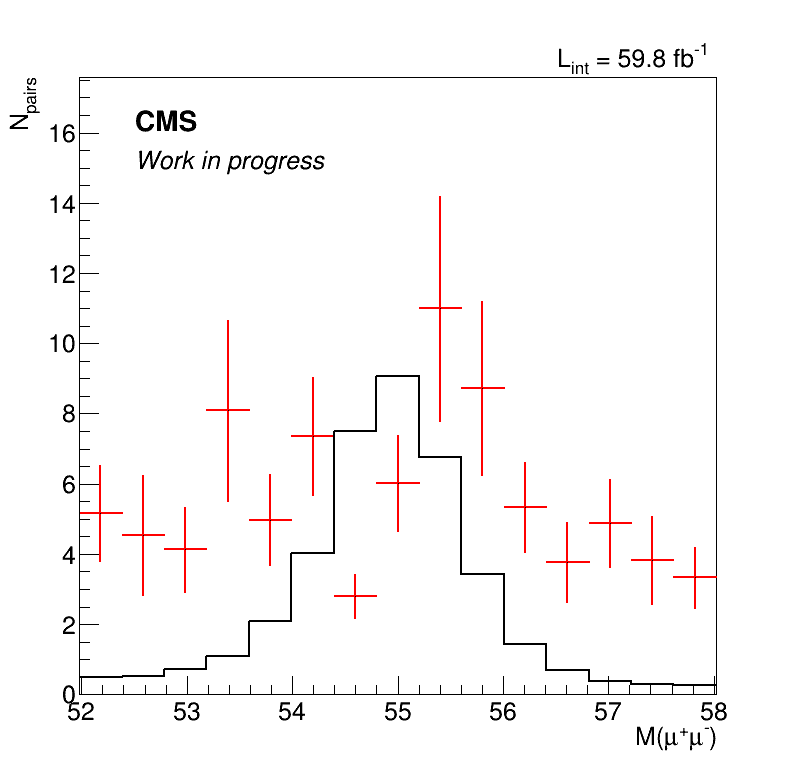 L_int = 59.8 fb^-1
N_pairs
CMS
Work in progress
16
14
12
10
8
6
4
2
0
52 53 54 55 56 57 58
M(μ⁺μ⁻)